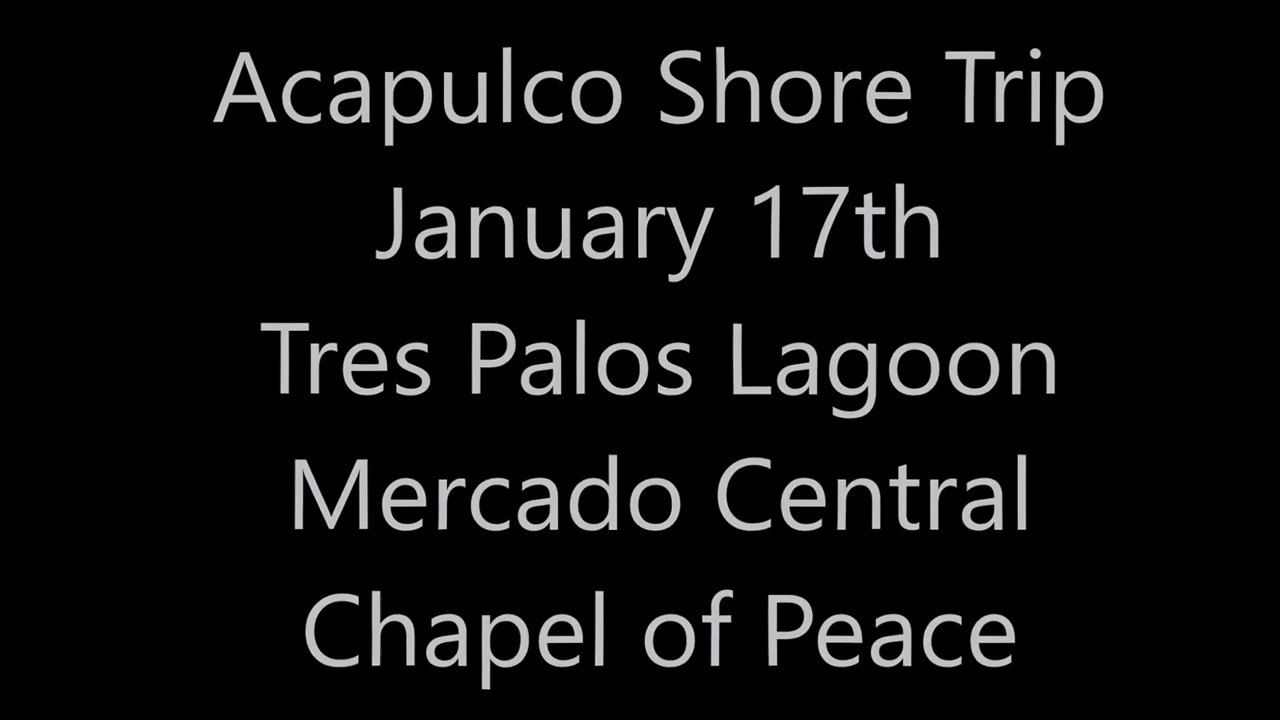 Acapulco Shore Trip
January 17th
Tres Palos Lagoon
Mercado Central
Chapel of Peace